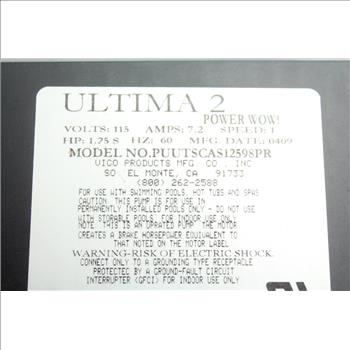 ULTIMA 2
POWER WOW!
VOLTS: 115 AMPS: 7.2 SPEED: 1
HP: 1.75 S HZ: 60 MFG. DATE: 0409
MODEL NO.PUUTSCAS12598PR
VICO PRODUCTS MFG. CO., INC
SO. EL MONTE, CA 91733
(800) 262-2588
FOR USE WITH SWIMMING POOLS, HOT TUBS AND SPAS
CAUTION: THIS PUMP IS FOR USE IN
PERMANENTLY INSTALLED POOLS ONLY - DO NOT USE
WITH STORABLE POOLS. FOR INDOOR USE ONLY
NOTE: THIS IS AN UPRATED PUMP. THE MOTOR
CREATES A BRAKE HORSEPOWER EQUIVALENT TO
THAT NOTED ON THE MOTOR LABEL
WARNING-RISK OF ELECTRIC SHOCK.
CONNECT ONLY TO A GROUNDING TYPE RECEPTACLE
PROTECTED BY A GROUND-FAULT CIRCUIT
INTERRUPTER (GFCI) FOR INDOOR USE ONLY